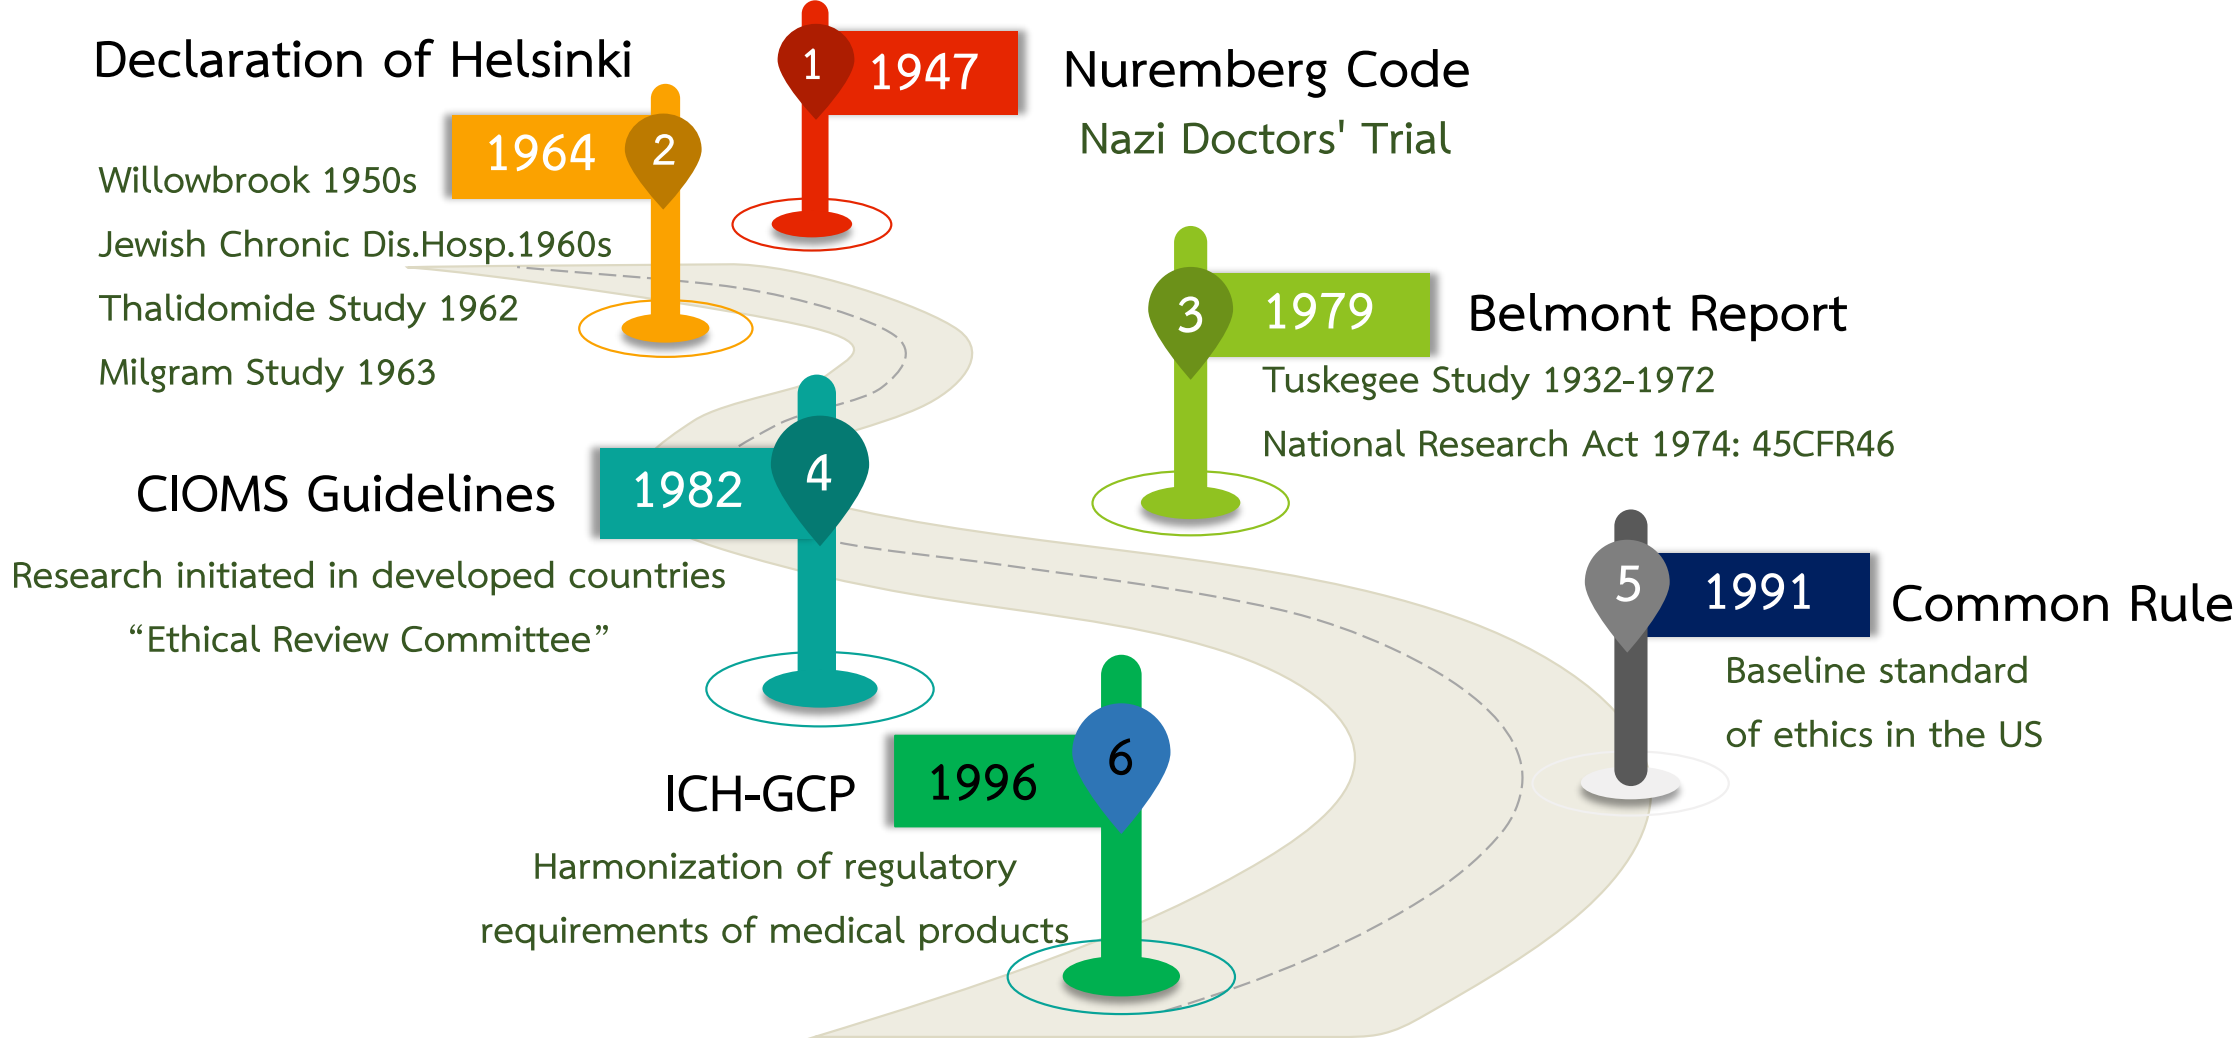 1
1947
Nuremberg Code
Nazi Doctors' Trial
Declaration of Helsinki
1964
2
Willowbrook 1950s
Jewish Chronic Dis.Hosp.1960s
Thalidomide Study 1962
Milgram Study 1963
3
1979
Belmont Report
Tuskegee Study 1932-1972
National Research Act 1974: 45CFR46
CIOMS Guidelines
1982
4
Research initiated in developed countries
“Ethical Review Committee”
5
1991
Common Rule
Baseline standard
of ethics in the US
ICH-GCP
1996
6
Harmonization of regulatory
requirements of medical products